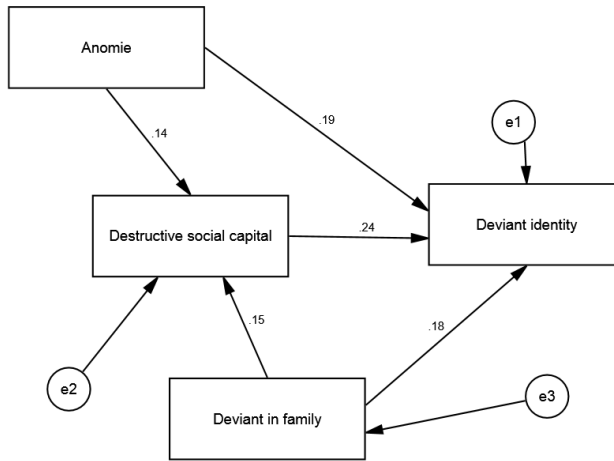 Anomie
.14
.19
e1
Destructive social capital
.24
Deviant identity
.15
.18
e2
Deviant in family
e3